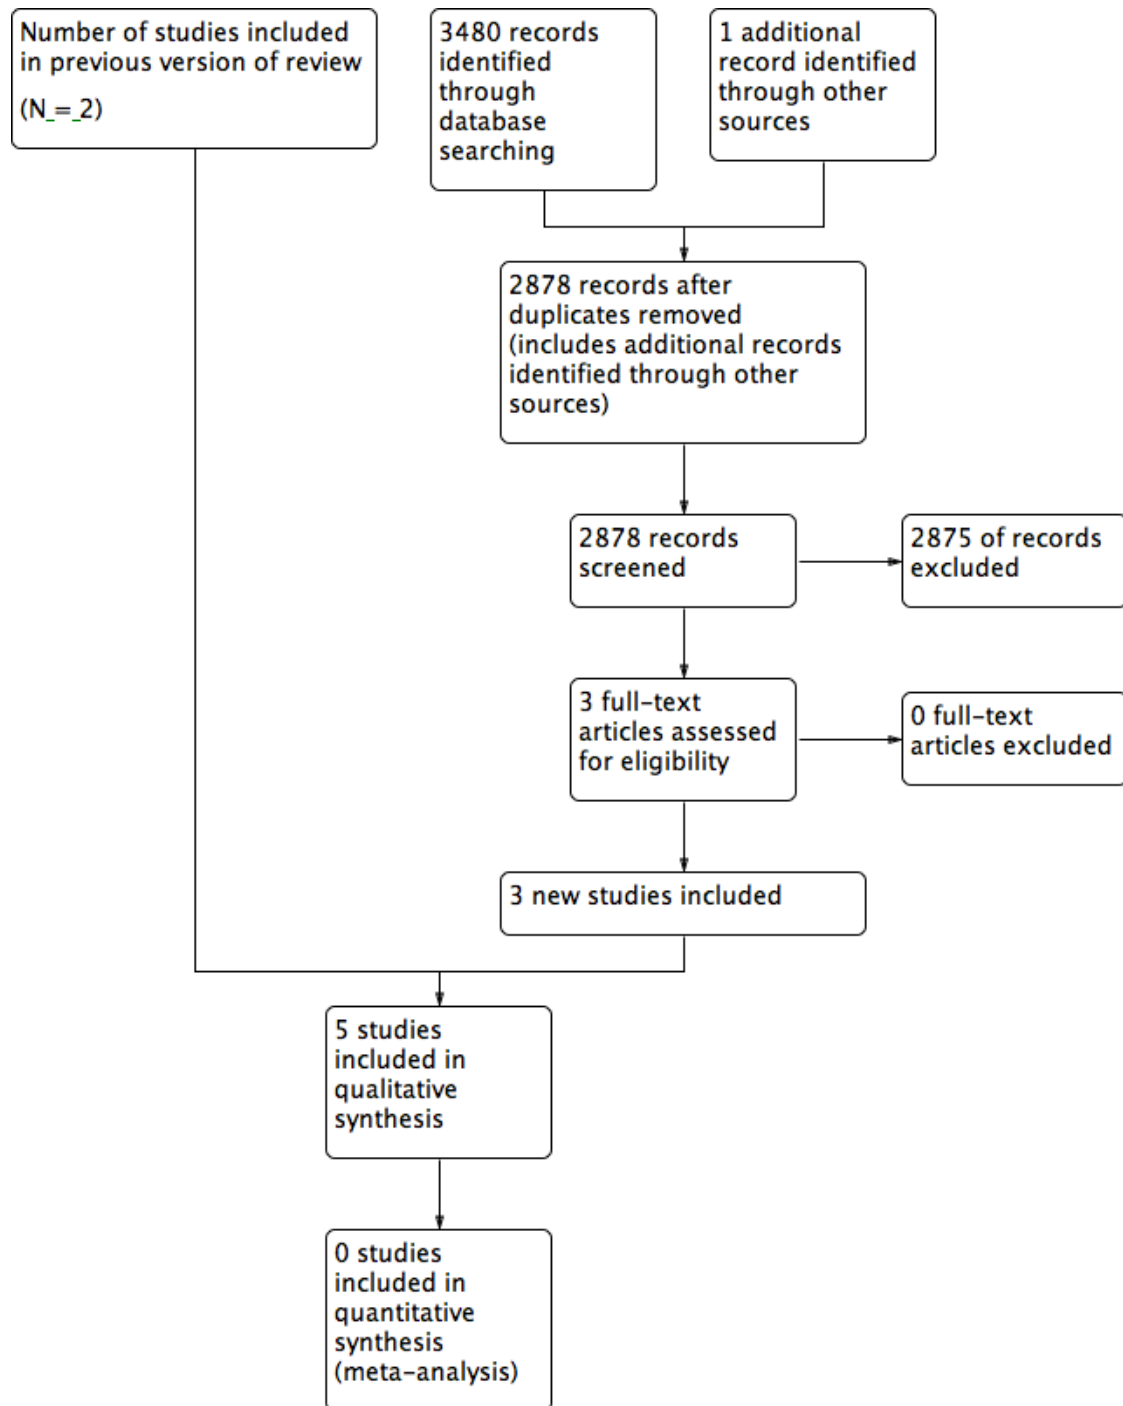 Number of studies included
in previous version of review
(N = 2)
3480 records
identified
through
database
searching
1 additional
record identified
through other
sources
2878 records after
duplicates removed
(includes additional records
identified through other
sources)
2878 records
screened
2875 of records
excluded
3 full-text
articles assessed
for eligibility
0 full-text
articles excluded
3 new studies included
5 studies
included in
qualitative
synthesis
0 studies
included in
quantitative
synthesis
(meta-analysis)